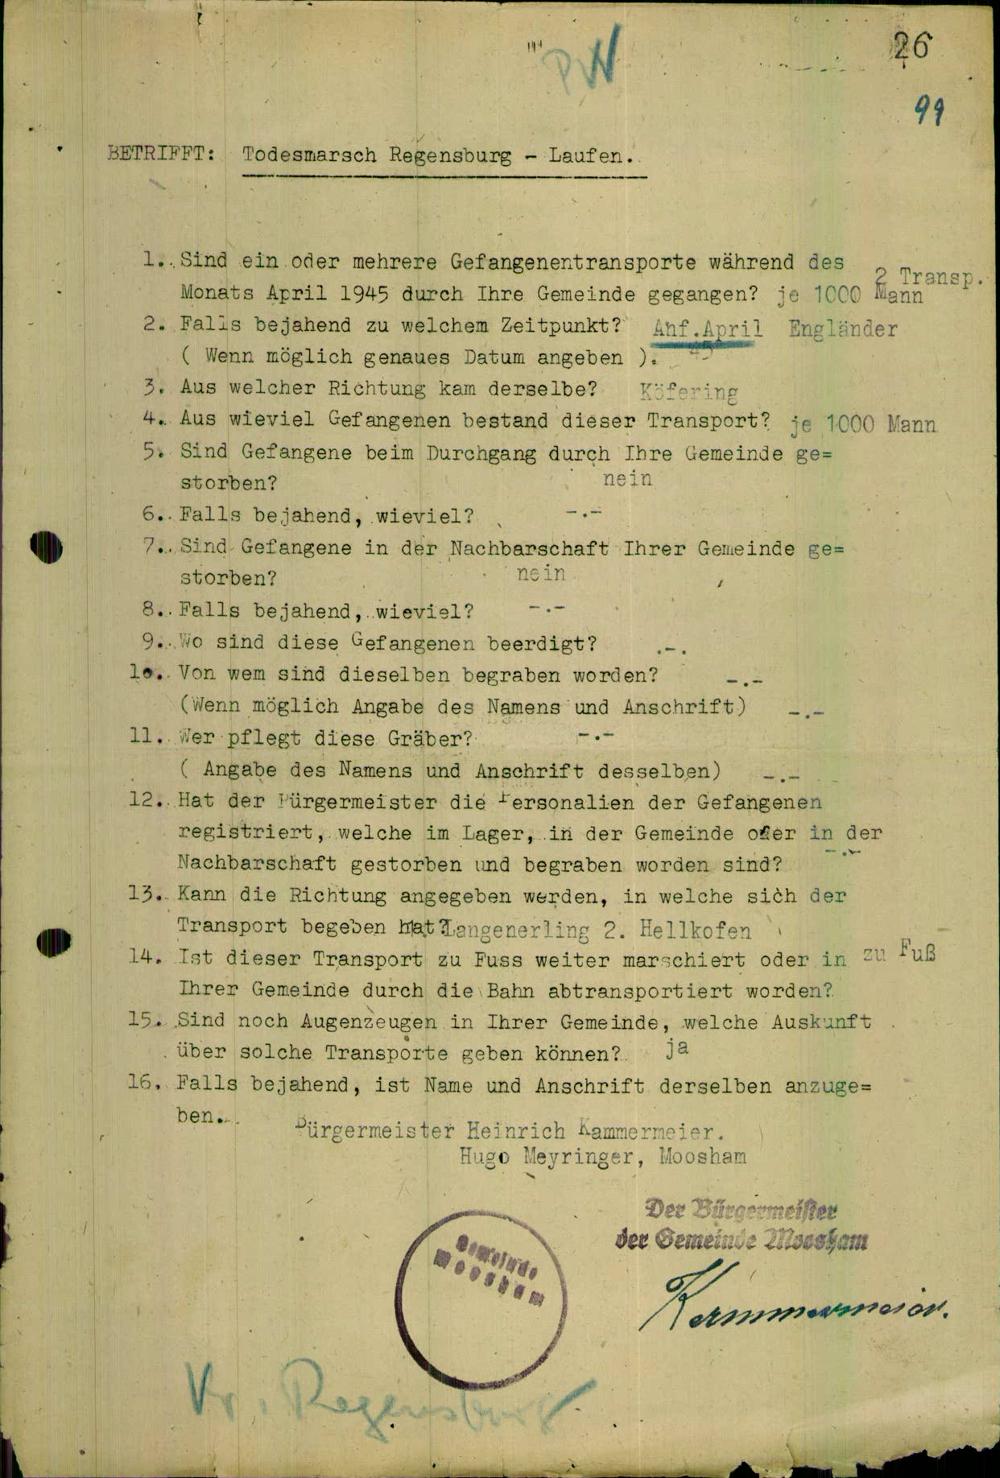 PW
26
99
BETRIFFT: Todesmarsch Regensburg - Laufen.
1. Sind ein oder mehrere Gefangenentransporte während des
Monats April 1945 durch Ihre Gemeinde gegangen? 2 Transp. je 1000 Mann
2. Falls bejahend zu welchem Zeitpunkt? Anf.April 45 Engländer
( Wenn möglich genaues Datum angeben ).
3. Aus welcher Richtung kam derselbe? Köfering
4. Aus wieviel Gefangenen bestand dieser Transport? je 1000 Mann
5. Sind Gefangene beim Durchgang durch Ihre Gemeinde ge=
storben? nein
6. Falls bejahend, wieviel? -.-
7. Sind Gefangene in der Nachbarschaft Ihrer Gemeinde ge=
storben? nein
8. Falls bejahend, wieviel? -.-
9. Wo sind diese Gefangenen beerdigt? .-.
1o. Von wem sind dieselben begraben worden? -.-
(Wenn möglich Angabe des Namens und Anschrift) -.-
11. Wer pflegt diese Gräber? -.-
( Angabe des Namens und Anschrift desselben) -.-
12. Hat der Bürgermeister die Personalien der Gefangenen
registriert, welche im Lager, in der Gemeinde oder in der
Nachbarschaft gestorben und begraben worden sind? -.-
13. Kann die Richtung angegeben werden, in welche sich der
Transport begeben hat? Langenerling 2. Hellkofen
14. Ist dieser Transport zu Fuss weiter marschiert oder in zu Fuß
Ihrer Gemeinde durch die Bahn abtransportiert worden?
15. Sind noch Augenzeugen in Ihrer Gemeinde, welche Auskunft
über solche Transporte geben können? ja
16. Falls bejahend, ist Name und Anschrift derselben anzuge=
ben.
Bürgermeister Heinrich Kammermeier.
Hugo Meyringer, Moosham
Der Bürgermeister
der Gemeinde Moosham
Gemeinde
Moosham
Kammermeier.
Kr. Regensburg